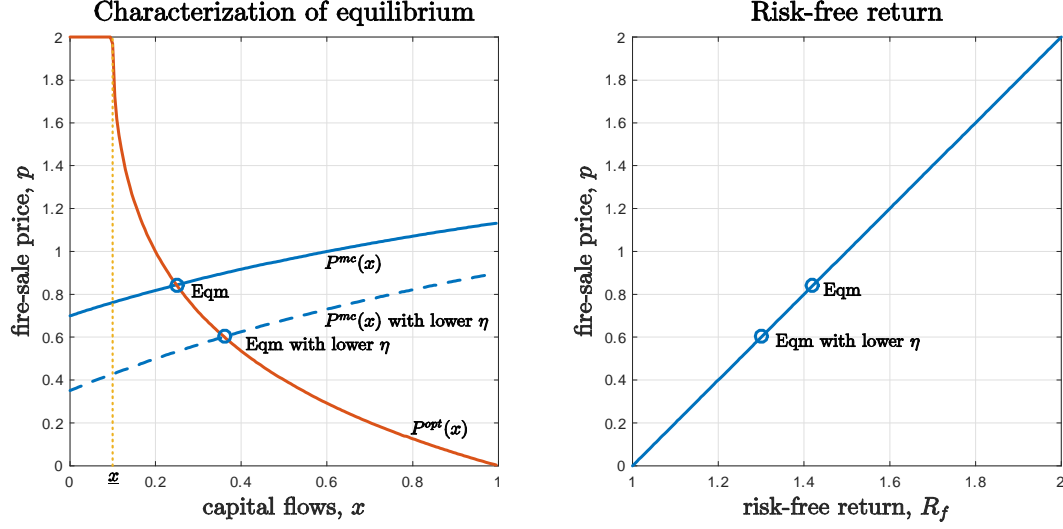 Characterization of equilibrium
2
1.8
1.6
1.4
1.2
1
0.8
0.6
0.4
0.2
0
fire-sale price, p
P^{mc}(x)
Eqm
P^{mc}(x) with lower η
Eqm with lower η
P^{opt}(x)
0
x
0.2
0.4
0.6
0.8
1
capital flows, x
Risk-free return
2
1.8
1.6
1.4
1.2
1
0.8
0.6
0.4
0.2
0
fire-sale price, p
Eqm
Eqm with lower η
1
1.2
1.4
1.6
1.8
2
risk-free return, R_f